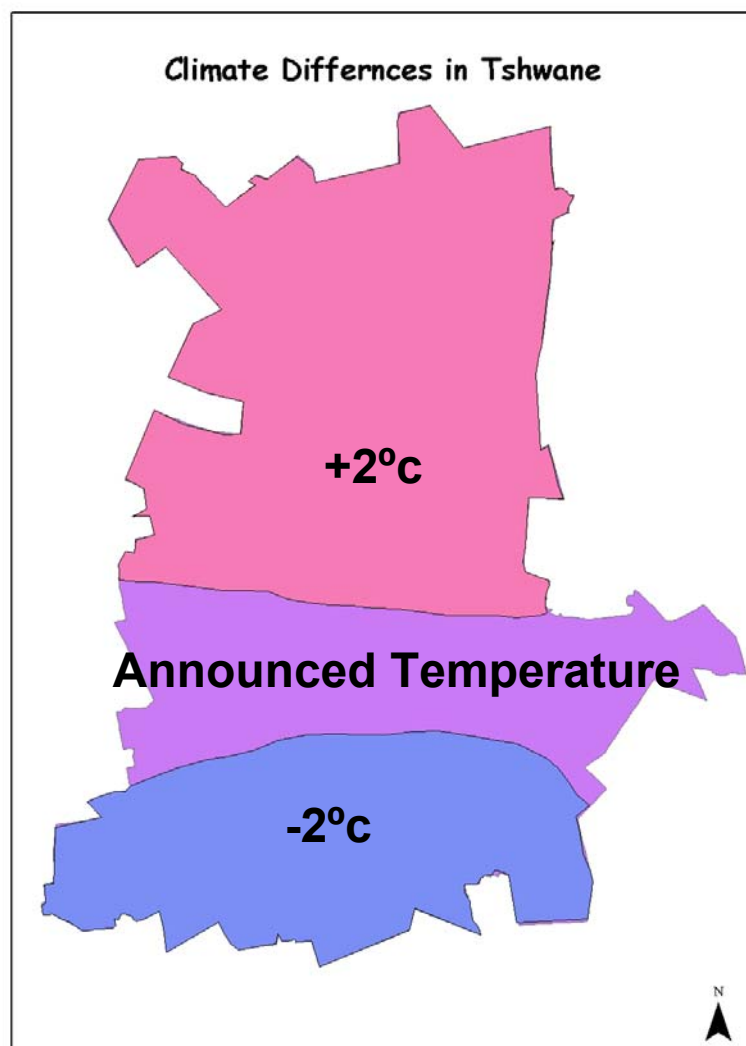 Climate Differnces in Tshwane
+2ºc
Announced Temperature
-2ºc
N